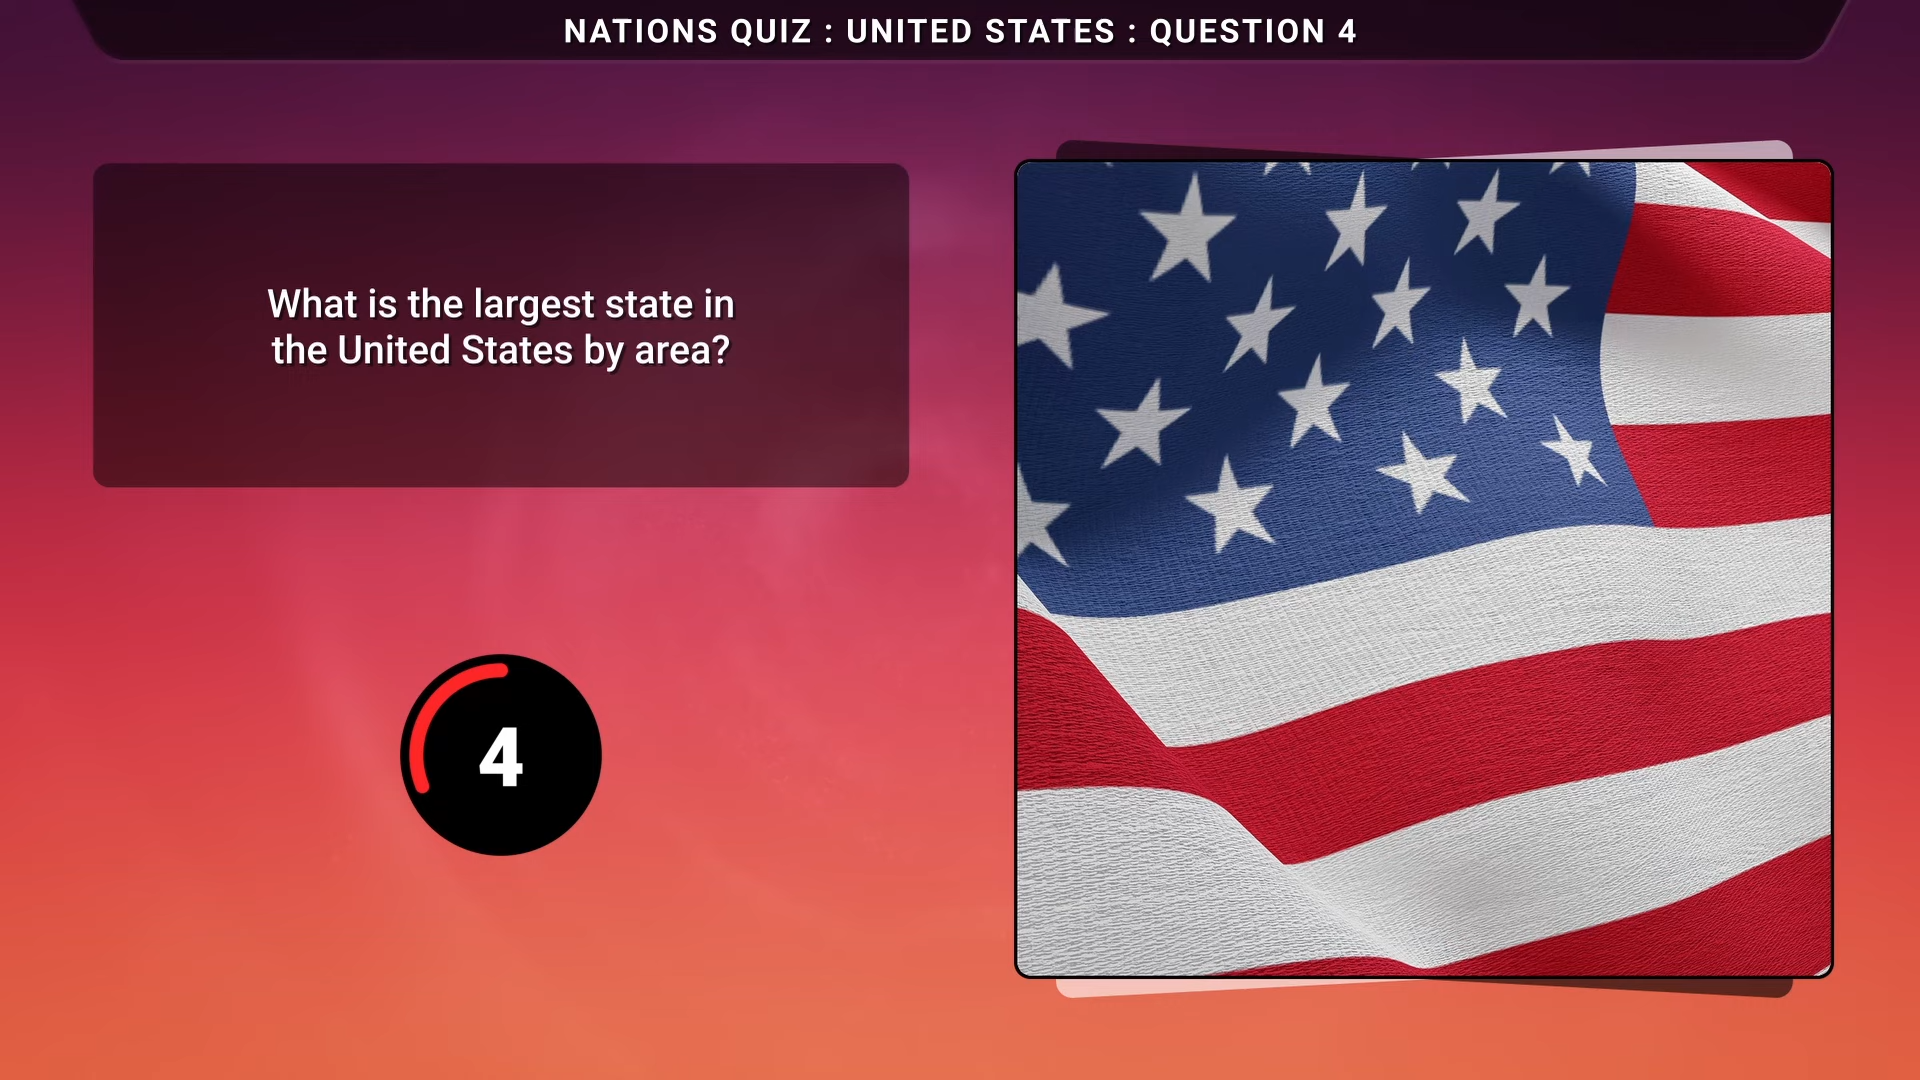 NATIONS QUIZ : UNITED STATES : QUESTION 4
What is the largest state in
the United States by area?
4